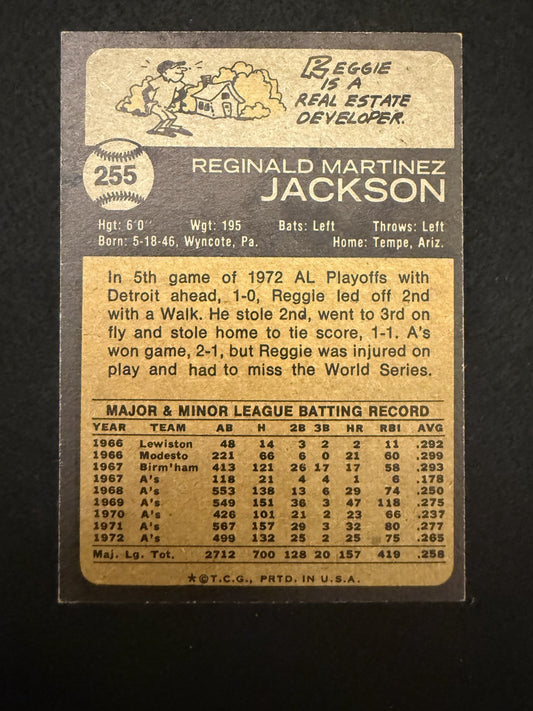 REGGIE
IS A
REAL ESTATE
DEVELOPER.
255
REGINALD MARTINEZ
JACKSON
Hgt: 6'0" Wgt: 195 Bats: Left Throws: Left
Born: 5-18-46, Wyncote, Pa. Home: Tempe, Ariz.
In 5th game of 1972 AL Playoffs with
Detroit ahead, 1-0, Reggie led off 2nd
with a Walk. He stole 2nd, went to 3rd on
fly and stole home to tie score, 1-1. A's
won game, 2-1, but Reggie was injured on
play and had to miss the World Series.
MAJOR & MINOR LEAGUE BATTING RECORD
YEAR TEAM AB H 2B 3B HR RBI AVG
1966 Lewiston 48 14 3 2 2 11 .292
1966 Modesto 221 66 6 0 21 60 .299
1967 Birm'ham 413 121 26 17 17 58 .293
1967 A's 118 21 4 4 1 6 .178
1968 A's 553 138 13 6 29 74 .250
1969 A's 549 151 36 3 47 118 .275
1970 A's 426 101 21 2 23 66 .237
1971 A's 567 157 29 3 32 80 .277
1972 A's 499 132 25 2 25 75 .265
Maj. Lg. Tot. 2712 700 128 20 157 419 .258
*©T.C.G., PRTD. IN U.S.A.